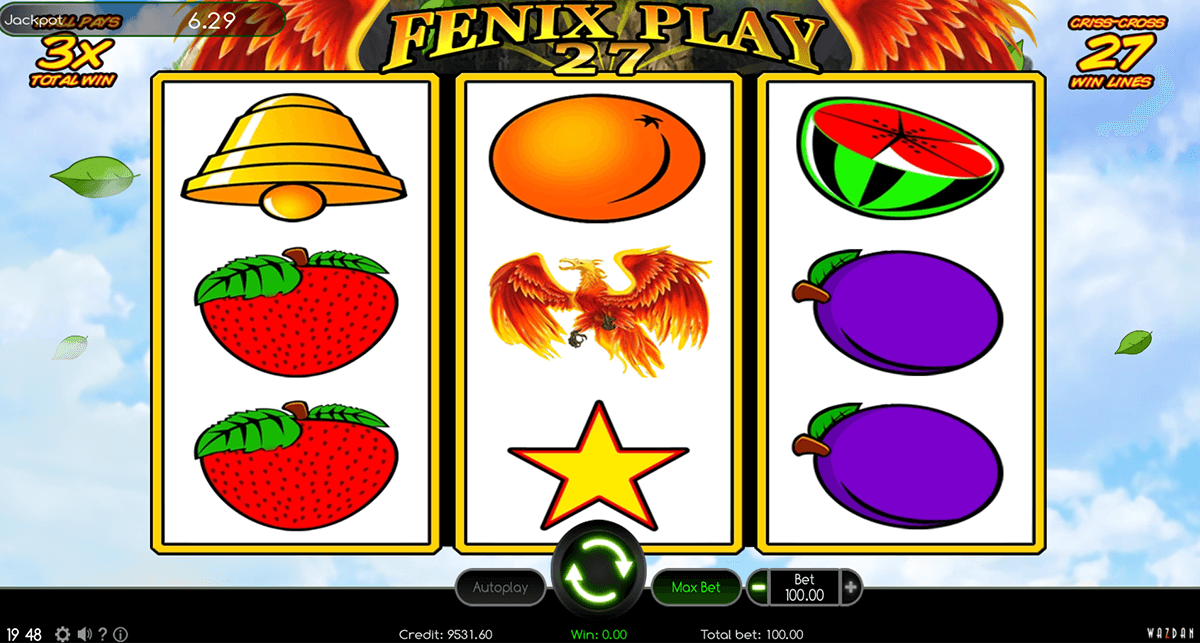 Jackpot 6.29
PAYS
3X
TOTAL WIN
FENIX PLAY
27
CRISS-CROSS
27
WIN LINES
Autoplay
Max Bet
Bet
100.00
19 48
?
Credit: 9531.60
Win: 0.00
Total bet: 100.00
WAZDAN